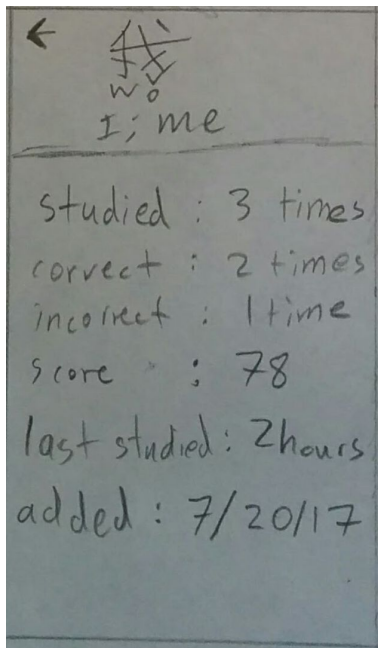 ←
我
wǒ
I; me
studied : 3 times
correct : 2 times
incorrect : 1 time
score : 78
last studied: 2 hours
added : 7/20/17